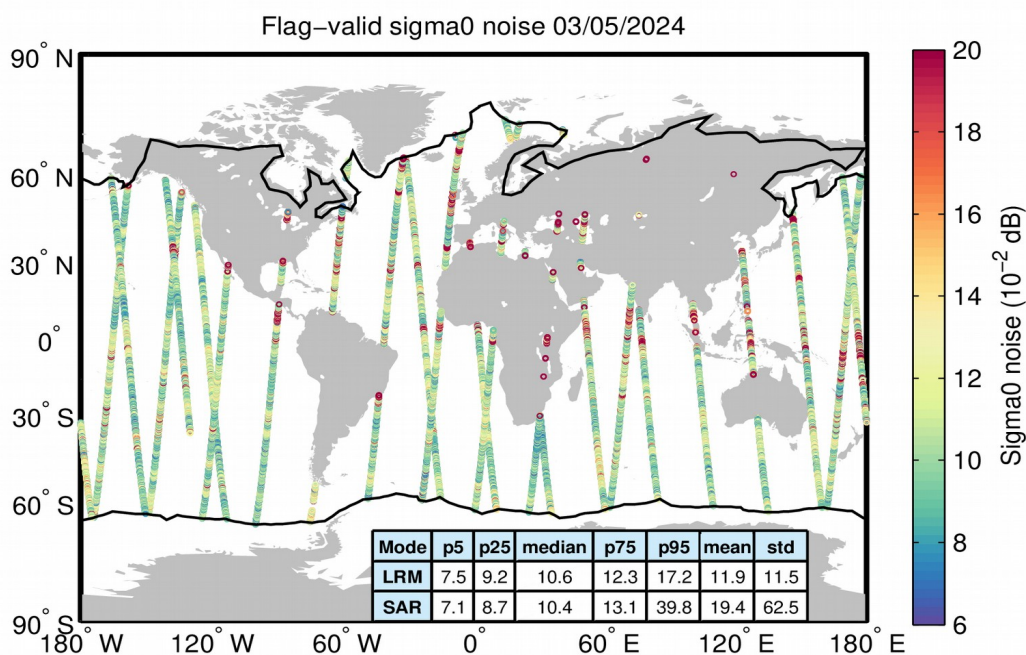 Flag−valid sigma0 noise 03/05/2024
90° N
60° N
30° N
0°
30° S
60° S
90° S
180° W
120° W
60° W
0°
60° E
120° E
180° E
Mode p5 p25 median p75 p95 mean std
LRM 7.5 9.2 10.6 12.3 17.2 11.9 11.5
SAR 7.1 8.7 10.4 13.1 39.8 19.4 62.5
20
18
16
14
12
10
8
6
Sigma0 noise (10⁻² dB)